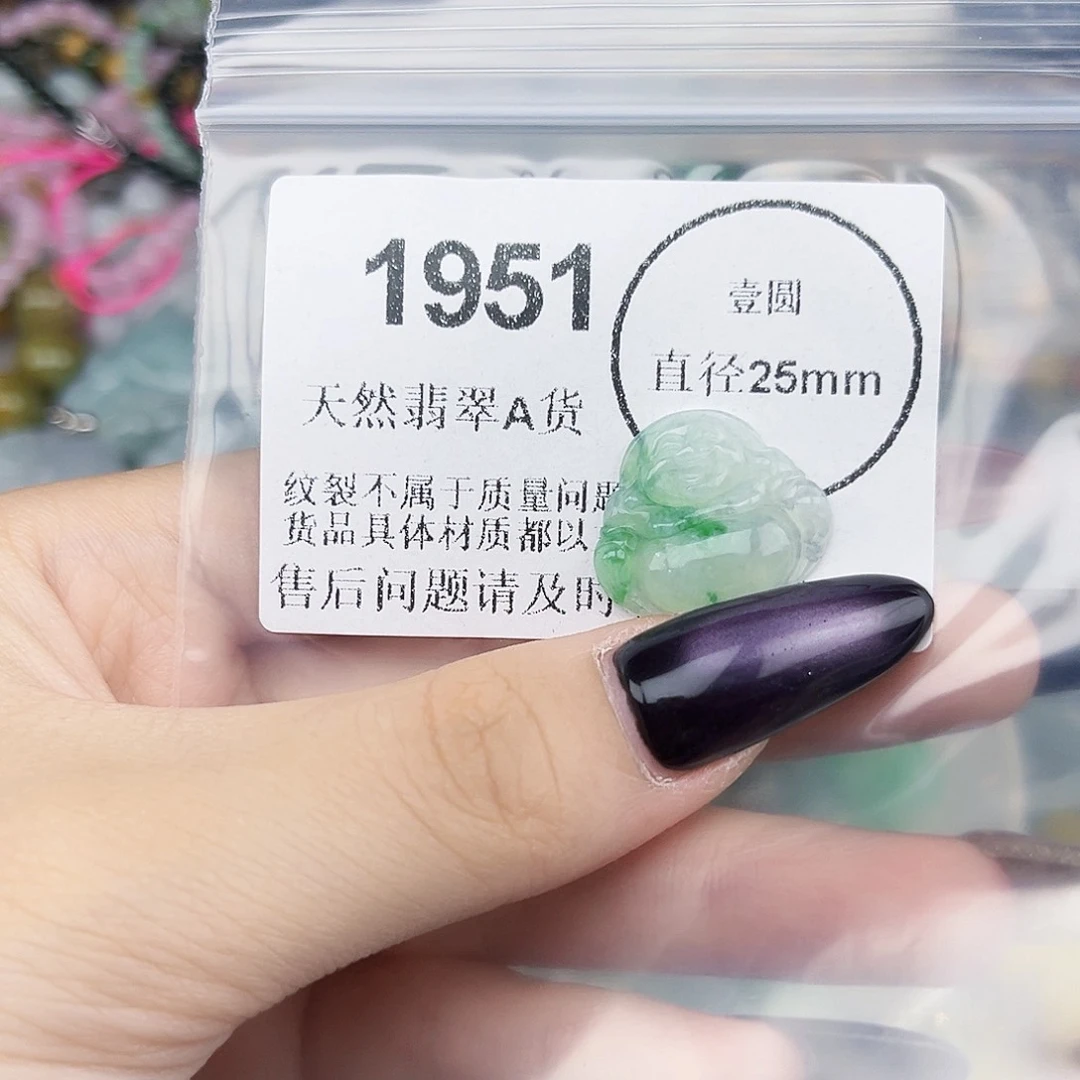 1951
壹圆
直径25mm
天然翡翠A货
纹裂不属于质量问题
货品具体材质都以
售后问题请及时